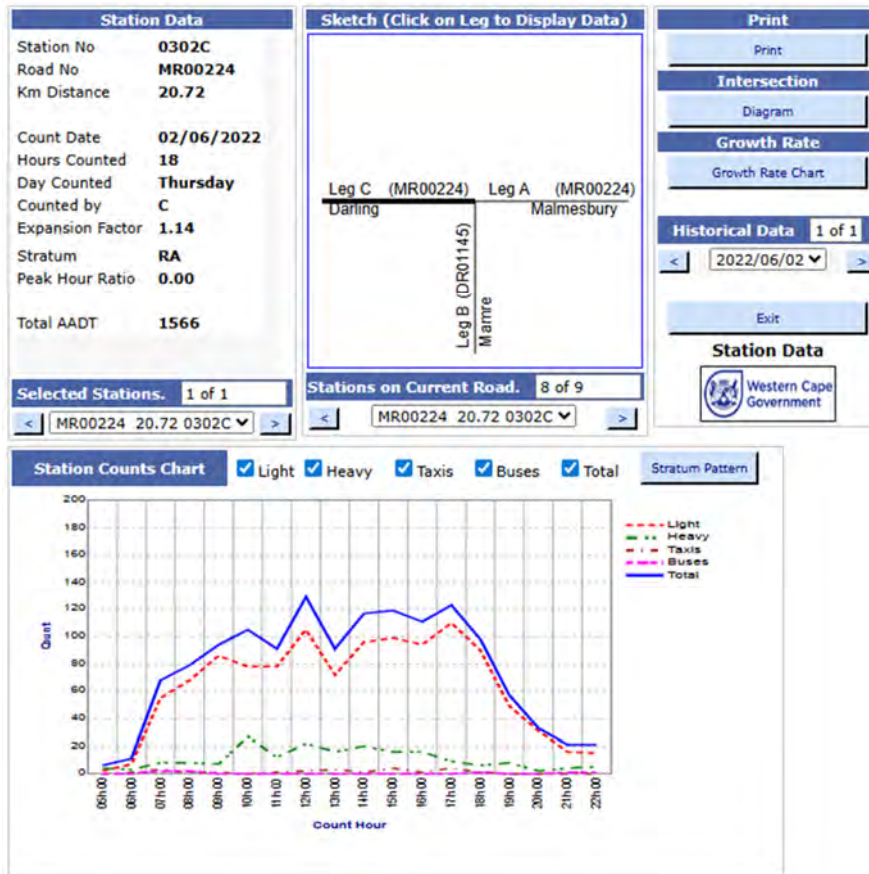 Station Data
Station No 0302C
Road No MR00224
Km Distance 20.72
Count Date 02/06/2022
Hours Counted 18
Day Counted Thursday
Counted by C
Expansion Factor 1.14
Stratum RA
Peak Hour Ratio 0.00
Total AADT 1566
Selected Stations. 1 of 1
< MR00224 20.72 0302C >
Sketch (Click on Leg to Display Data)
Leg C (MR00224) Leg A (MR00224)
Darling Malmesbury
Leg B (DR01145)
Mamre
Stations on Current Road. 8 of 9
< MR00224 20.72 0302C >
Print
Print
Intersection
Diagram
Growth Rate
Growth Rate Chart
Historical Data 1 of 1
< 2022/06/02 >
Exit
Station Data
Western Cape
Government
Station Counts Chart Light Heavy Taxis Buses Total Stratum Pattern
200
180
160
140
120
100
80
60
40
20
0
Qunt
05h00 06h00 07h00 08h00 09h00 10h00 11h00 12h00 13h00 14h00 15h00 16h00 17h00 18h00 19h00 20h00 21h00 22h00
Count Hour
Light
Heavy
Taxis
Buses
Total